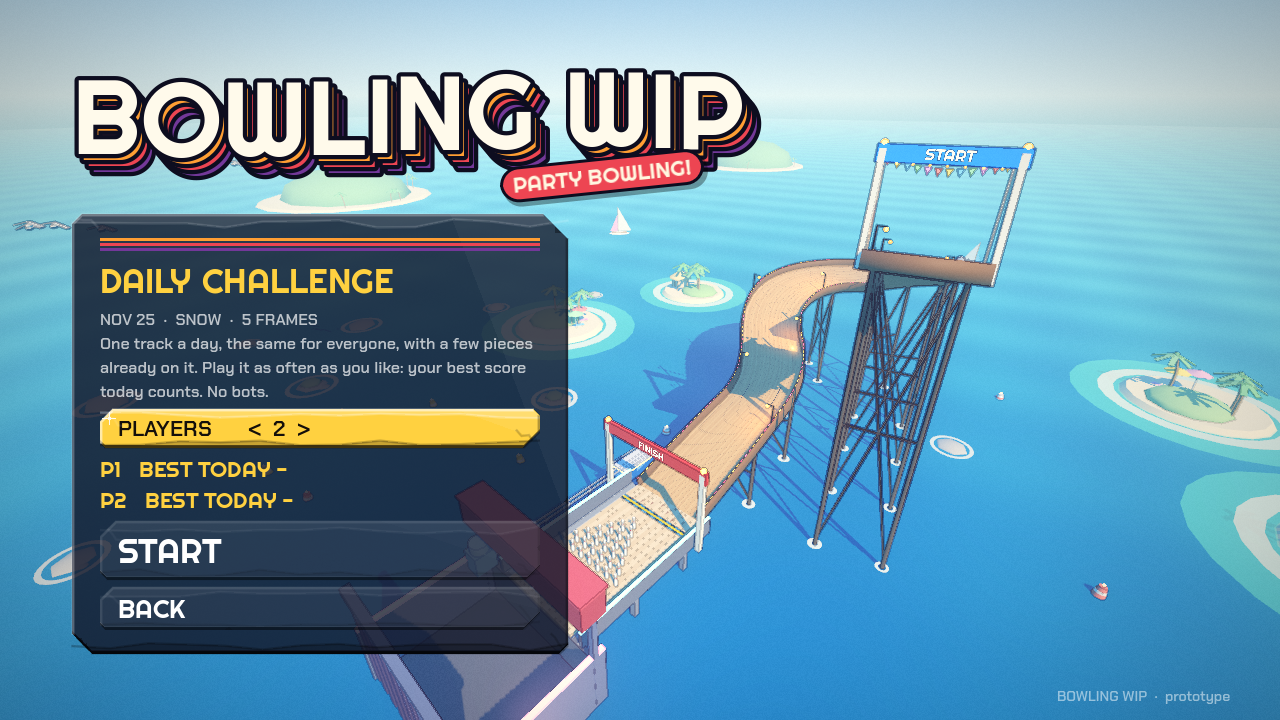 BOWLING WIP
PARTY BOWLING!
START
DAILY CHALLENGE
NOV 25 · SNOW · 5 FRAMES
One track a day, the same for everyone, with a few pieces
already on it. Play it as often as you like: your best score
today counts. No bots.
PLAYERS < 2 >
P1 BEST TODAY –
P2 BEST TODAY –
START
BACK
FINISH
BOWLING WIP · prototype